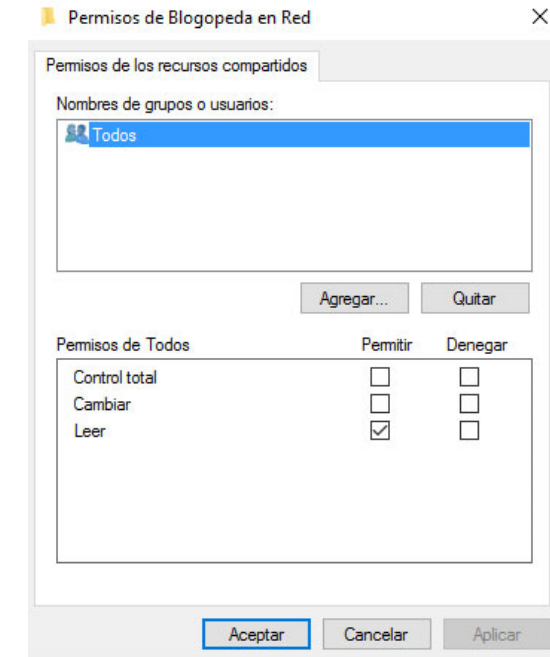 Permisos de Blogopeda en Red
Permisos de los recursos compartidos
Nombres de grupos o usuarios:
Todos
Agregar... Quitar
Permisos de Todos Permitir Denegar
Control total
Cambiar
Leer
Aceptar Cancelar Aplicar